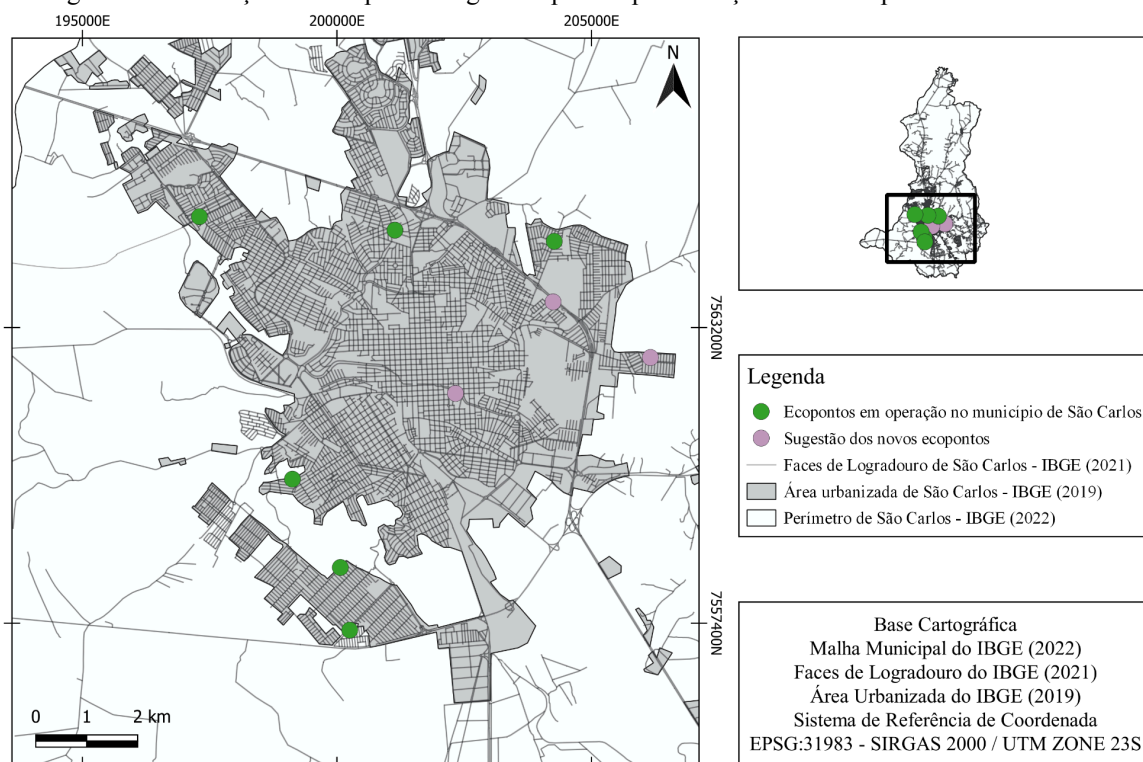 195000E
200000E
205000E
N
7563200N
7557400N
0 1 2 km
Legenda
Ecopontos em operação no município de São Carlos
Sugestão dos novos ecopontos
Faces de Logradouro de São Carlos - IBGE (2021)
Área urbanizada de São Carlos - IBGE (2019)
Perímetro de São Carlos - IBGE (2022)
Base Cartográfica
Malha Municipal do IBGE (2022)
Faces de Logradouro do IBGE (2021)
Área Urbanizada do IBGE (2019)
Sistema de Referência de Coordenada
EPSG:31983 - SIRGAS 2000 / UTM ZONE 23S